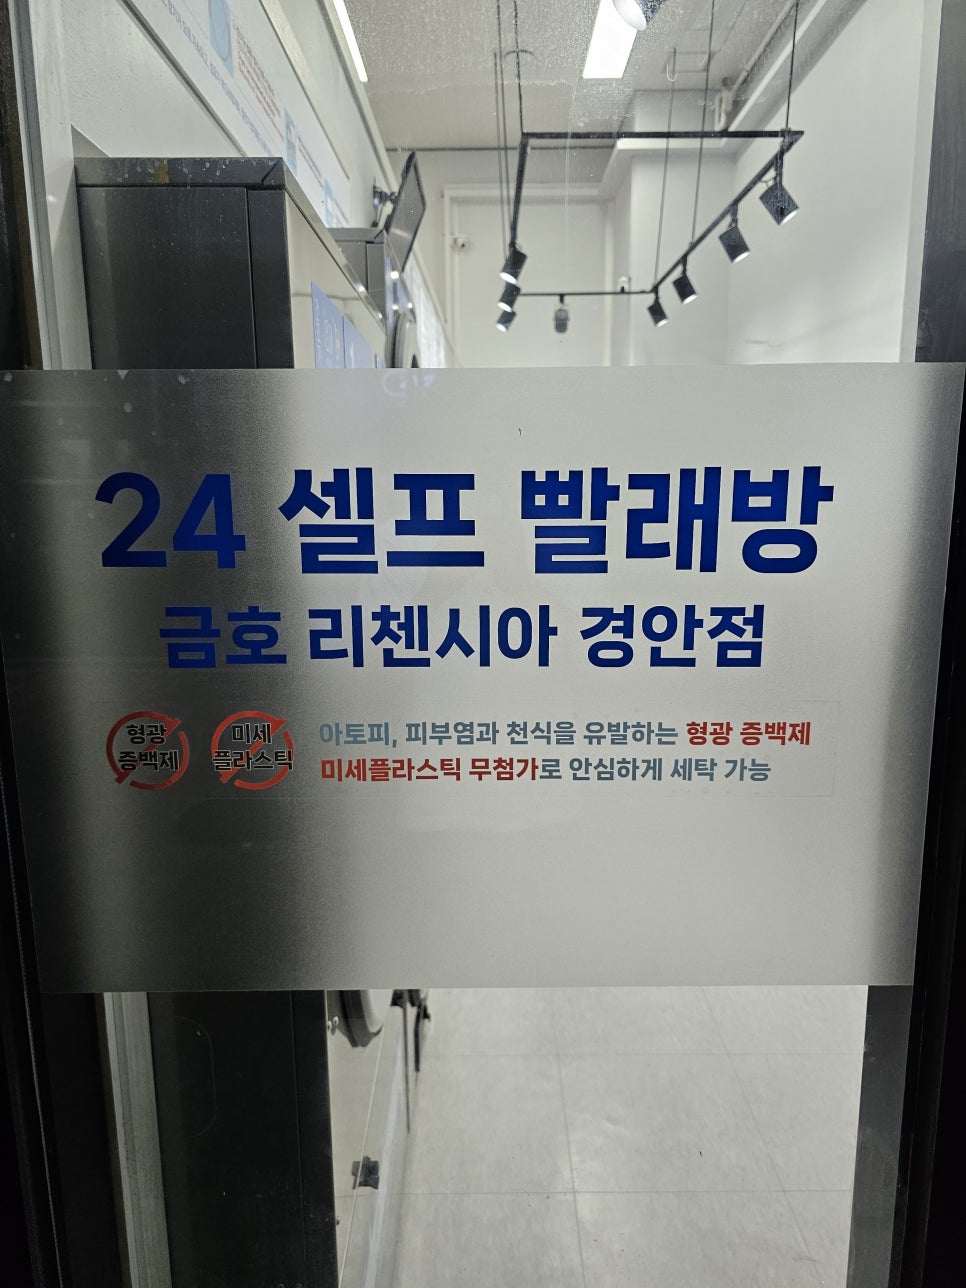 24 셀프 빨래방
금호 리첸시아 경안점
형광
증백제
미세
플라스틱
아토피, 피부염과 천식을 유발하는 형광 증백제
미세플라스틱 무첨가로 안심하게 세탁 가능